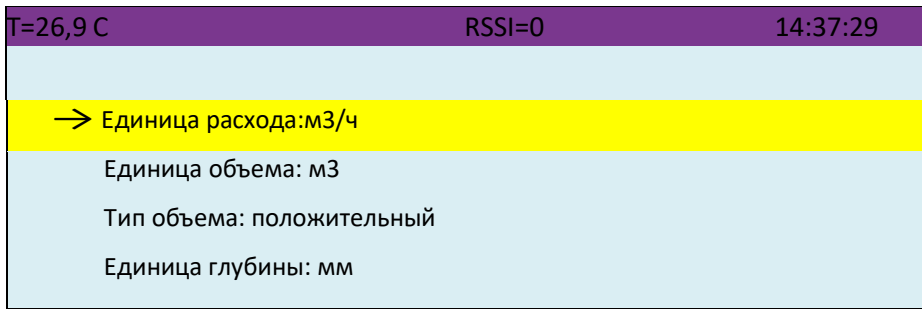 T=26,9 C RSSI=0 14:37:29
→ Единица расхода:м3/ч
Единица объема: м3
Тип объема: положительный
Единица глубины: мм